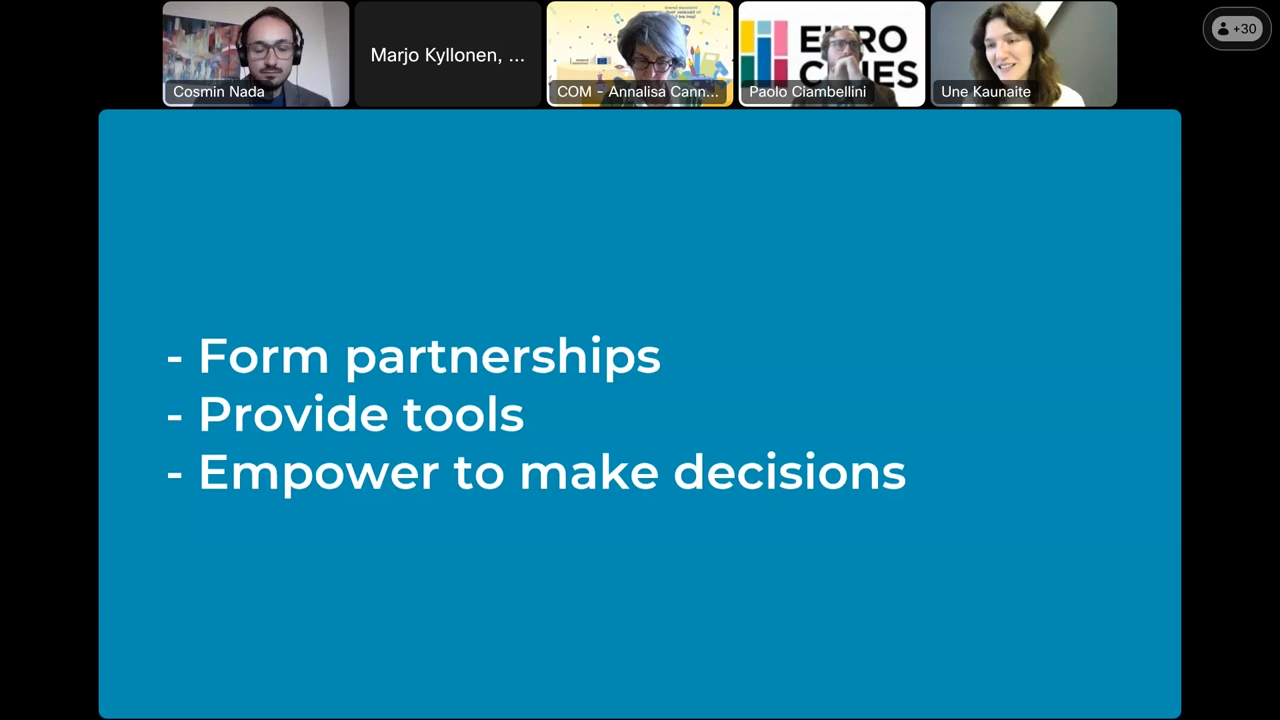 Cosmin Nada
Marjo Kyllonen, ...
COM - Annalisa Cann...
EURO
CITIES
Paolo Ciambellini
Une Kaunaite
+30
- Form partnerships
- Provide tools
- Empower to make decisions